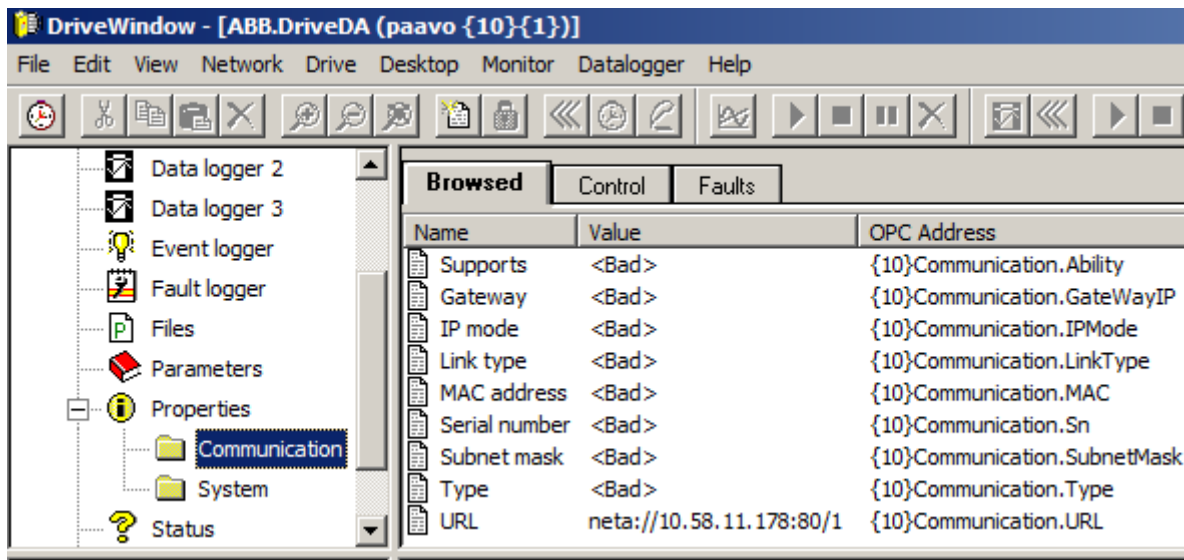 DriveWindow - [ABB.DriveDA (paavo {10}{1})]
File Edit View Network Drive Desktop Monitor Datalogger Help
Data logger 2
Data logger 3
Event logger
Fault logger
Files
Parameters
Properties
Communication
System
Status
Browsed Control Faults
Name Value OPC Address
Supports <Bad> {10}Communication.Ability
Gateway <Bad> {10}Communication.GateWayIP
IP mode <Bad> {10}Communication.IPMode
Link type <Bad> {10}Communication.LinkType
MAC address <Bad> {10}Communication.MAC
Serial number <Bad> {10}Communication.Sn
Subnet mask <Bad> {10}Communication.SubnetMask
Type <Bad> {10}Communication.Type
URL neta://10.58.11.178:80/1 {10}Communication.URL